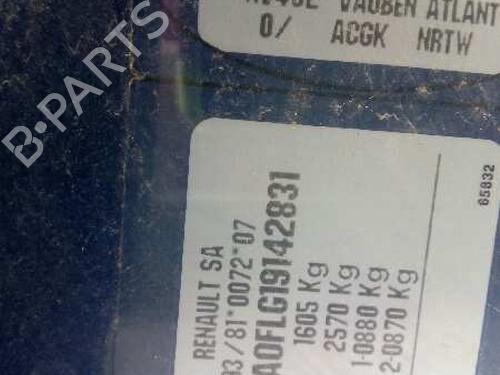 VAUBEN ATLANT
0/ ACGK NRTW
RENAULT SA
93/81*0072*07
A0FLG19142831
1605 Kg
2570 Kg
1-0880 Kg
2-0870 Kg
65832
B-PARTS